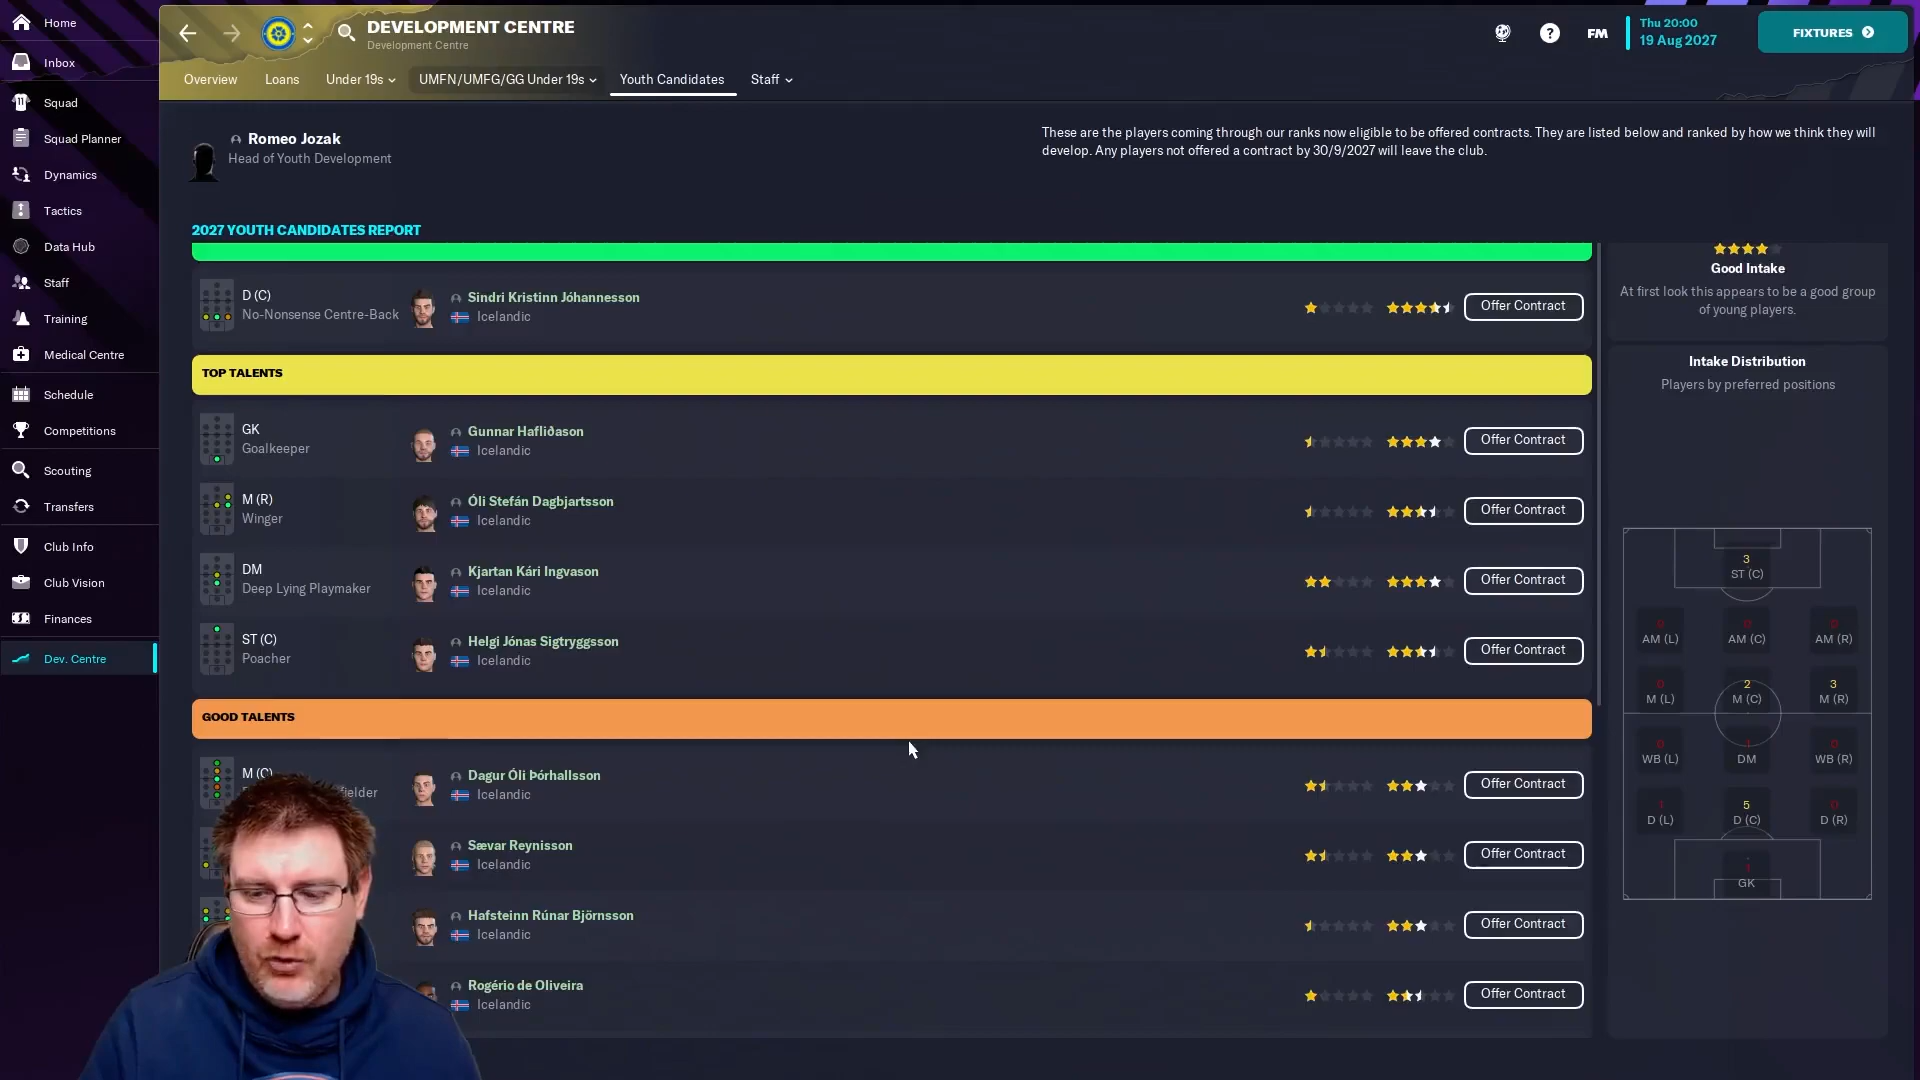 Home
Inbox
Squad
Squad Planner
Dynamics
Tactics
Data Hub
Staff
Training
Medical Centre
Schedule
Competitions
Scouting
Transfers
Club Info
Club Vision
Finances
Dev. Centre
DEVELOPMENT CENTRE
Development Centre
?
FM
Thu 20:00
19 Aug 2027
FIXTURES
Overview
Loans
Under 19s
UMFN/UMFG/GG Under 19s
Youth Candidates
Staff
Romeo Jozak
Head of Youth Development
These are the players coming through our ranks now eligible to be offered contracts. They are listed below and ranked by how we think they will
develop. Any players not offered a contract by 30/9/2027 will leave the club.
2027 YOUTH CANDIDATES REPORT
D (C)
No-Nonsense Centre-Back
Sindri Kristinn Jóhannesson
Icelandic
Offer Contract
TOP TALENTS
GK
Goalkeeper
Gunnar Hafliðason
Icelandic
Offer Contract
M (R)
Winger
Óli Stefán Dagbjartsson
Icelandic
Offer Contract
DM
Deep Lying Playmaker
Kjartan Kári Ingvason
Icelandic
Offer Contract
ST (C)
Poacher
Helgi Jónas Sigtryggsson
Icelandic
Offer Contract
GOOD TALENTS
M (C)
Dagur Óli Þórhallsson
Icelandic
Offer Contract
Sævar Reynisson
Icelandic
Offer Contract
Hafsteinn Rúnar Björnsson
Icelandic
Offer Contract
Rogério de Oliveira
Icelandic
Offer Contract
Good Intake
At first look this appears to be a good group
of young players.
Intake Distribution
Players by preferred positions
3
ST (C)
0
AM (L)
0
AM (C)
0
AM (R)
0
M (L)
2
M (C)
3
M (R)
0
WB (L)
1
DM
0
WB (R)
1
D (L)
5
D (C)
0
D (R)
1
GK